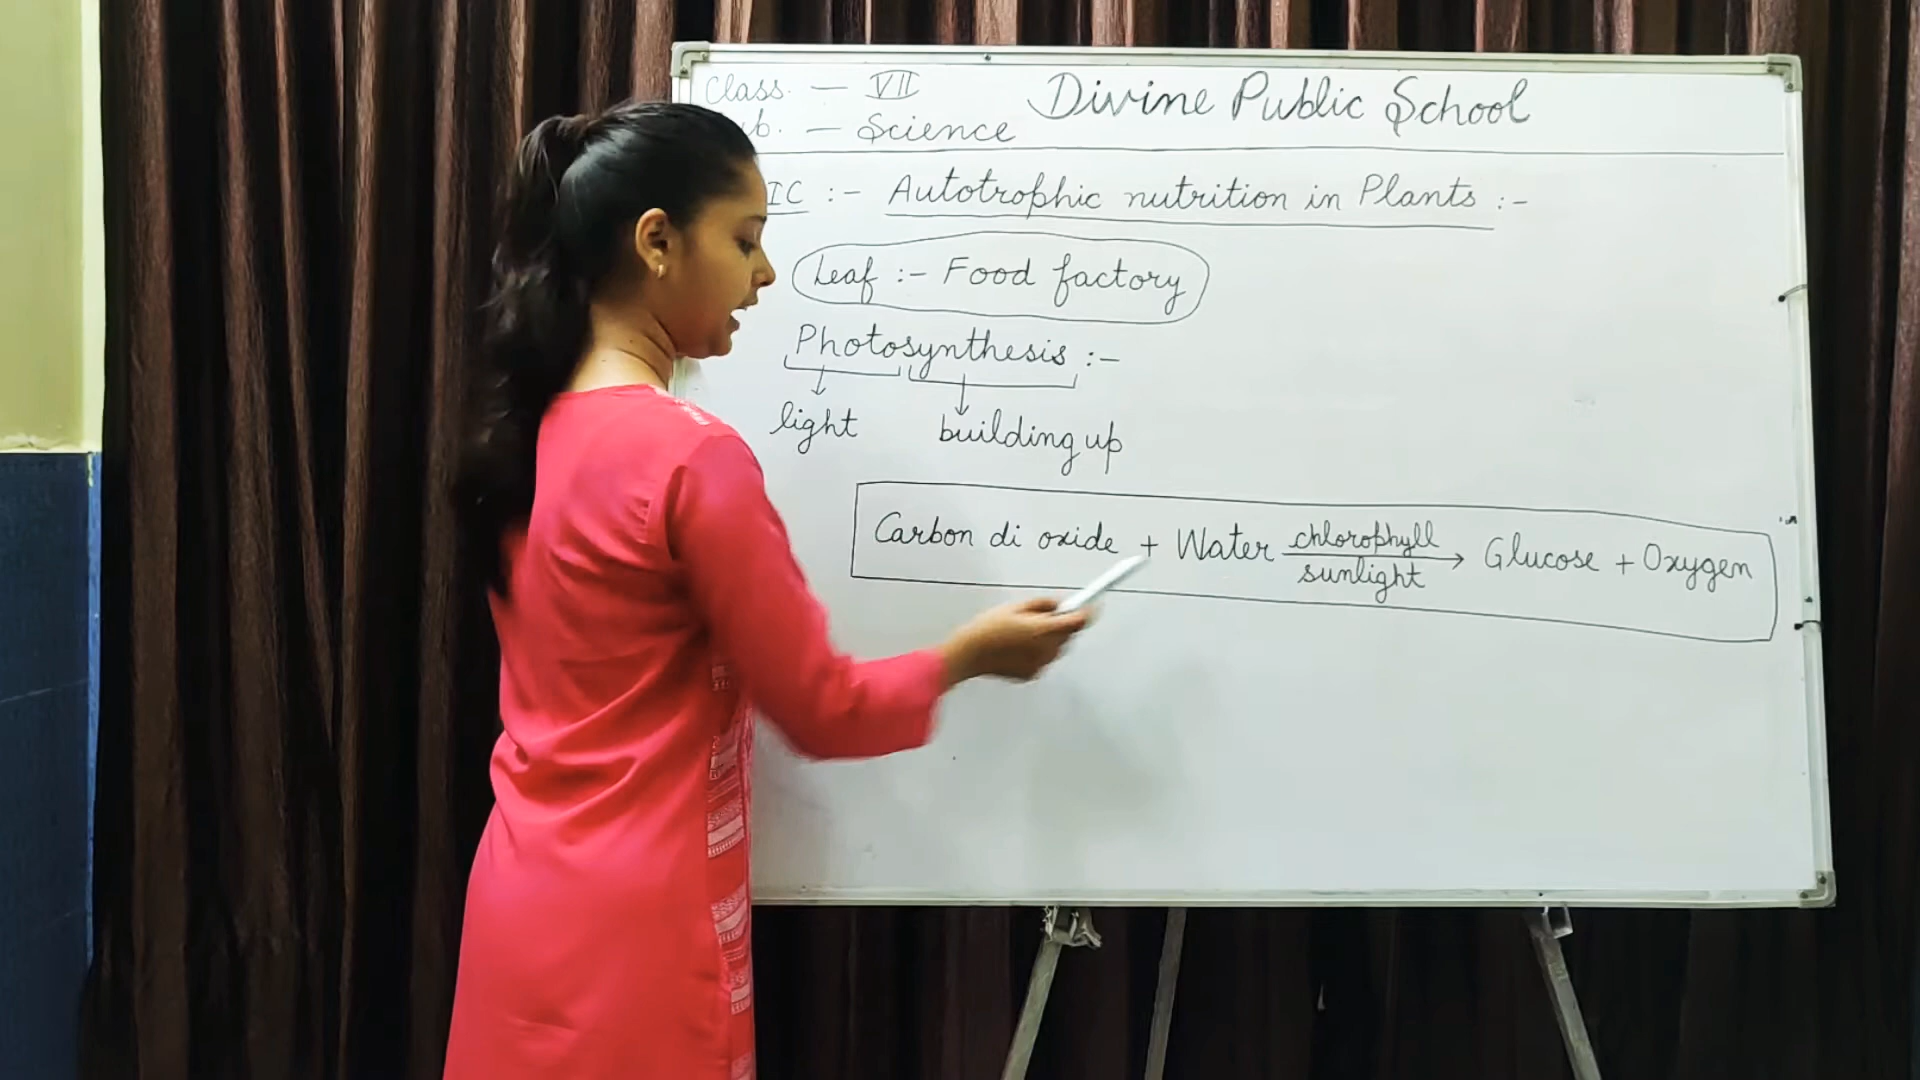 Class. — VII
Divine Public School
— Science
:- Autotrophic nutrition in Plants :-
Leaf :- Food factory
Photosynthesis :-
light building up
Carbon di oxide + Water chlorophyll → Glucose + Oxygen
sunlight